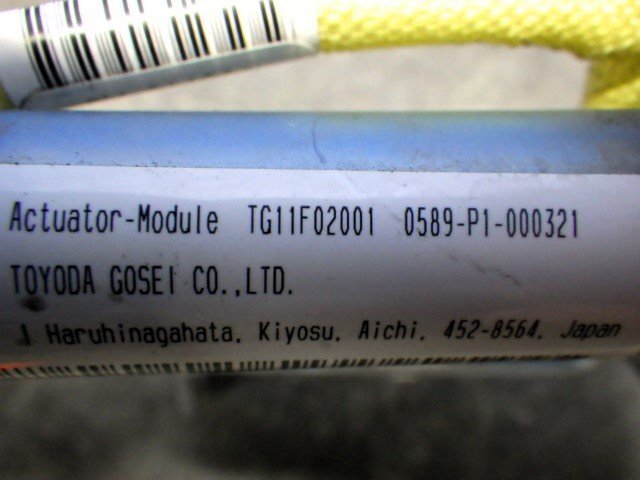 Actuator-Module TG11F02001 0589-P1-000321
TOYODA GOSEI CO.,LTD.
1 Haruhinagahata, Kiyosu, Aichi, 452-8564, Japan